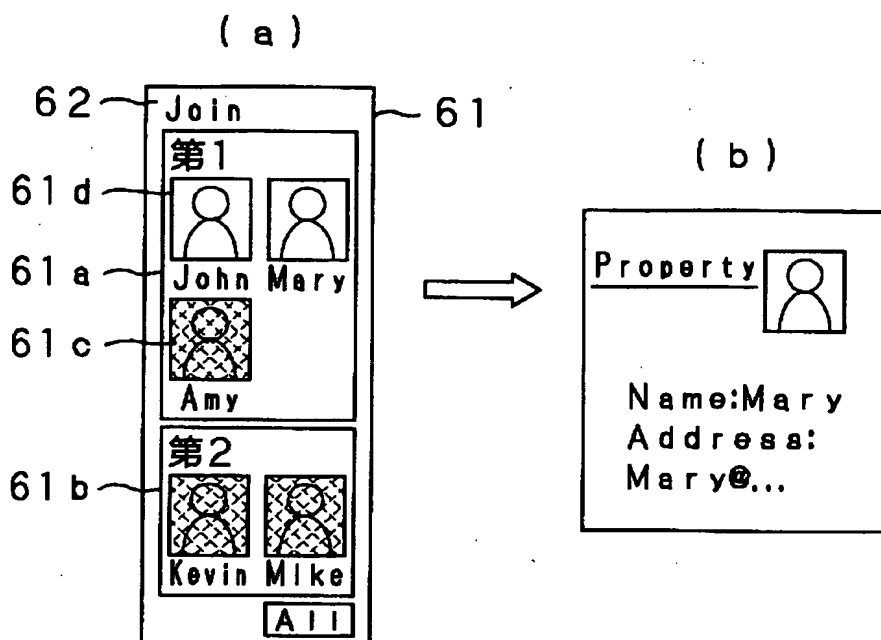 (a)
62 Join 61
第1
61d
John Mary
61a
61c
Amy
第2
61b
Kevin Mike
All
(b)
Property
Name:Mary
Address:
Mary@...